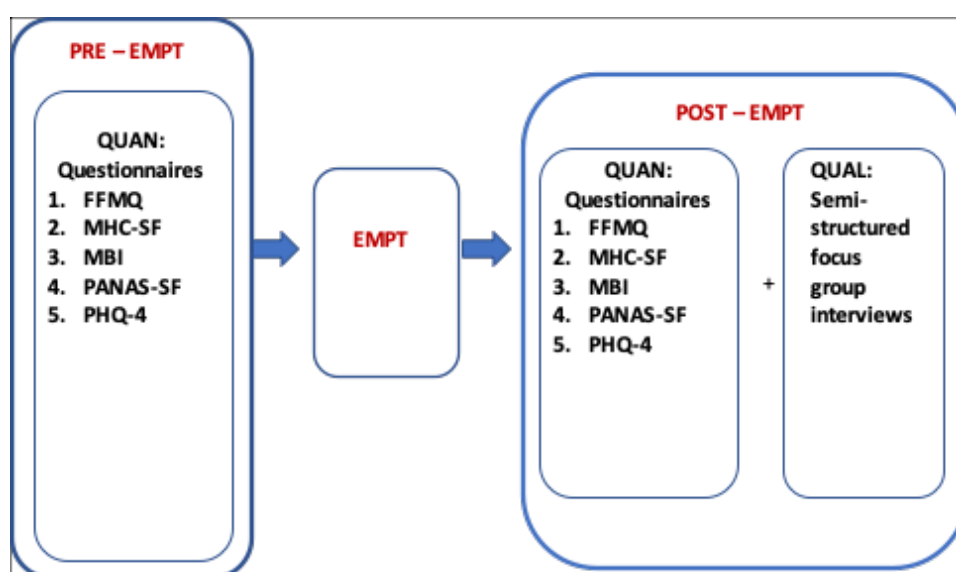 PRE – EMPT
QUAN:
Questionnaires
1. FFMQ
2. MHC-SF
3. MBI
4. PANAS-SF
5. PHQ-4
EMPT
POST – EMPT
QUAN:
Questionnaires
1. FFMQ
2. MHC-SF
3. MBI
4. PANAS-SF
5. PHQ-4
+
QUAL:
Semi-
structured
focus
group
interviews